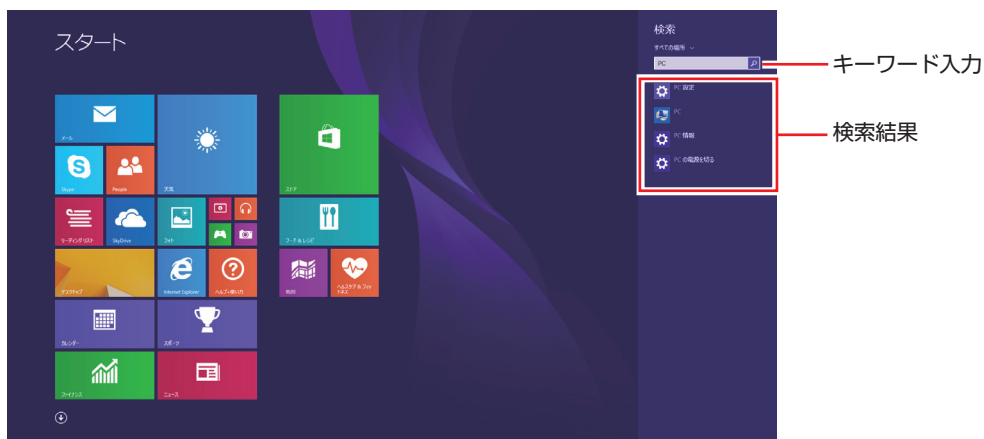 スタート
検索
すべての場所
PC
キーワード入力
PC 設定
PC
PC 情報
PC の電源を切る
検索結果
メール
Skype
People
天気
ストア
リーディング リスト
SkyDrive
フォト
フード & レシピ
デスクトップ
Internet Explorer
ヘルプ+使い方
地図
ヘルスケア & フィットネス
カレンダー
スポーツ
ファイナンス
ニュース